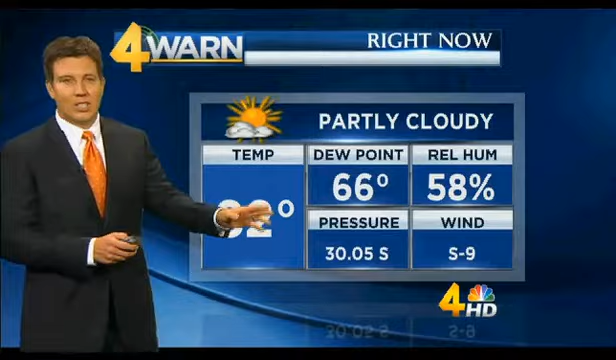 4WARN
RIGHT NOW
PARTLY CLOUDY
TEMP
DEW POINT
66°
REL HUM
58%
PRESSURE
30.05 S
WIND
S-9
4 HD